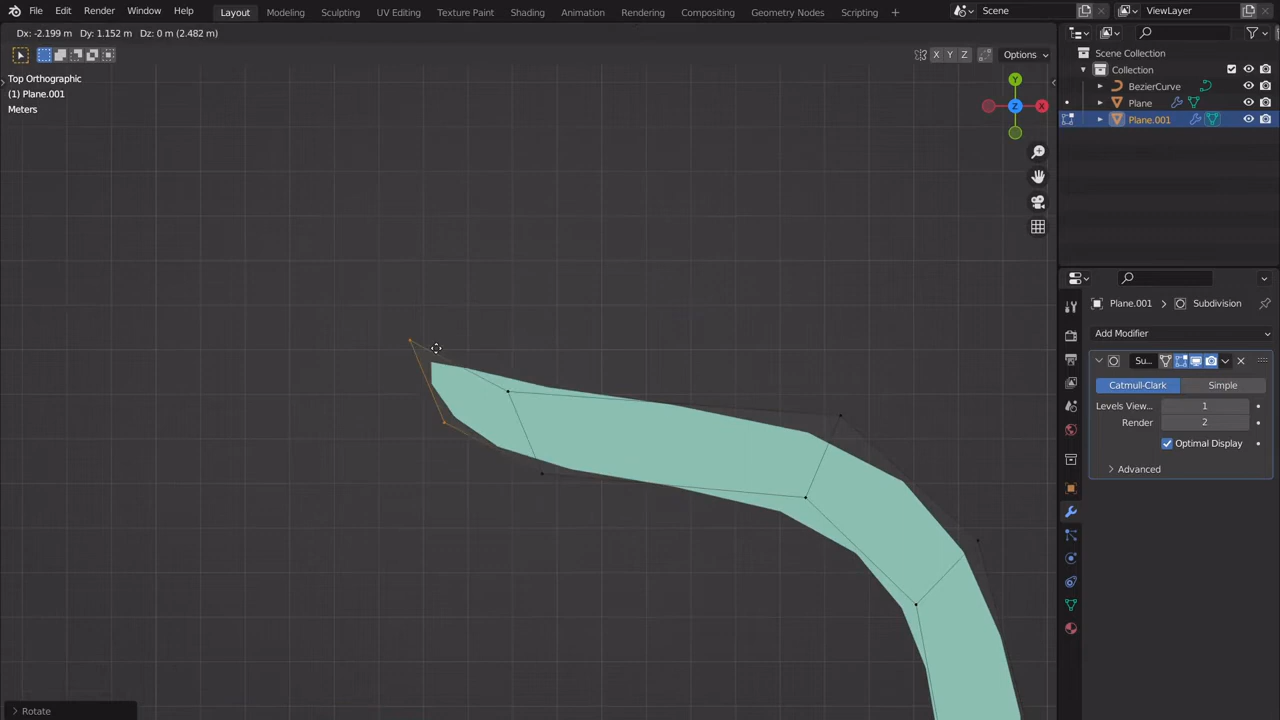 File Edit Render Window Help Layout Modeling Sculpting UV Editing Texture Paint Shading Animation Rendering Compositing Geometry Nodes Scripting + Scene ViewLayer
Dx: -2.199 m Dy: 1.152 m Dz: 0 m (2.482 m)
X Y Z Options
Top Orthographic
(1) Plane.001
Meters
Y
Z X
Scene Collection
Collection
BezierCurve
Plane
Plane.001
Plane.001 > Subdivision
Add Modifier
Su...
Catmull-Clark Simple
Levels View... 1
Render 2
Optimal Display
Advanced
Rotate